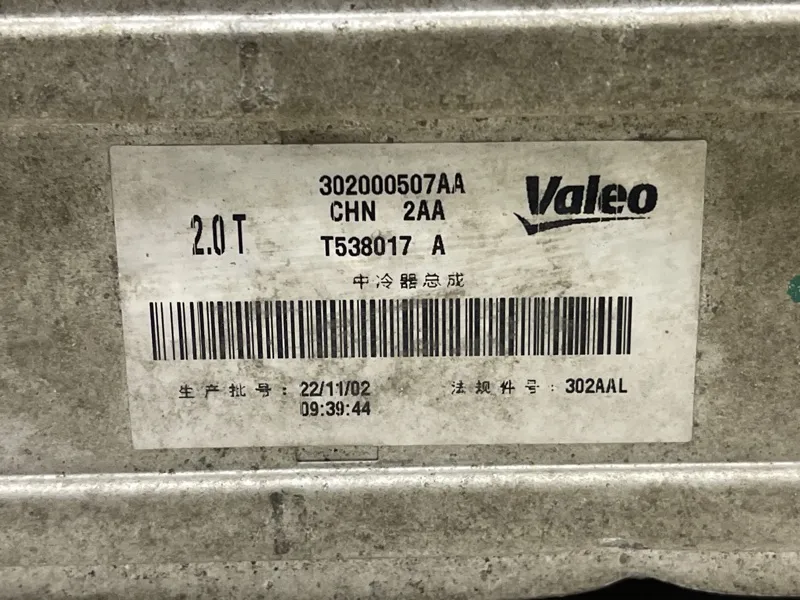 302000507AA
Valeo
CHN 2AA
2.0T
T538017 A
中冷器总成
生产批号: 22/11/02
09:39:44
法规件号: 302AAL